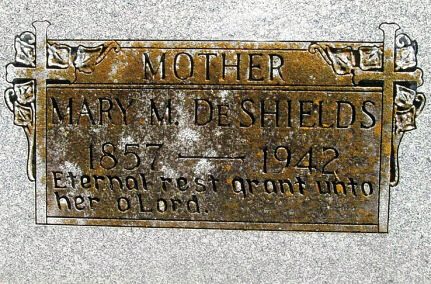 MOTHER
MARY M. DESHIELDS
1857 — 1942
Eternal rest grant unto
her o Lord.